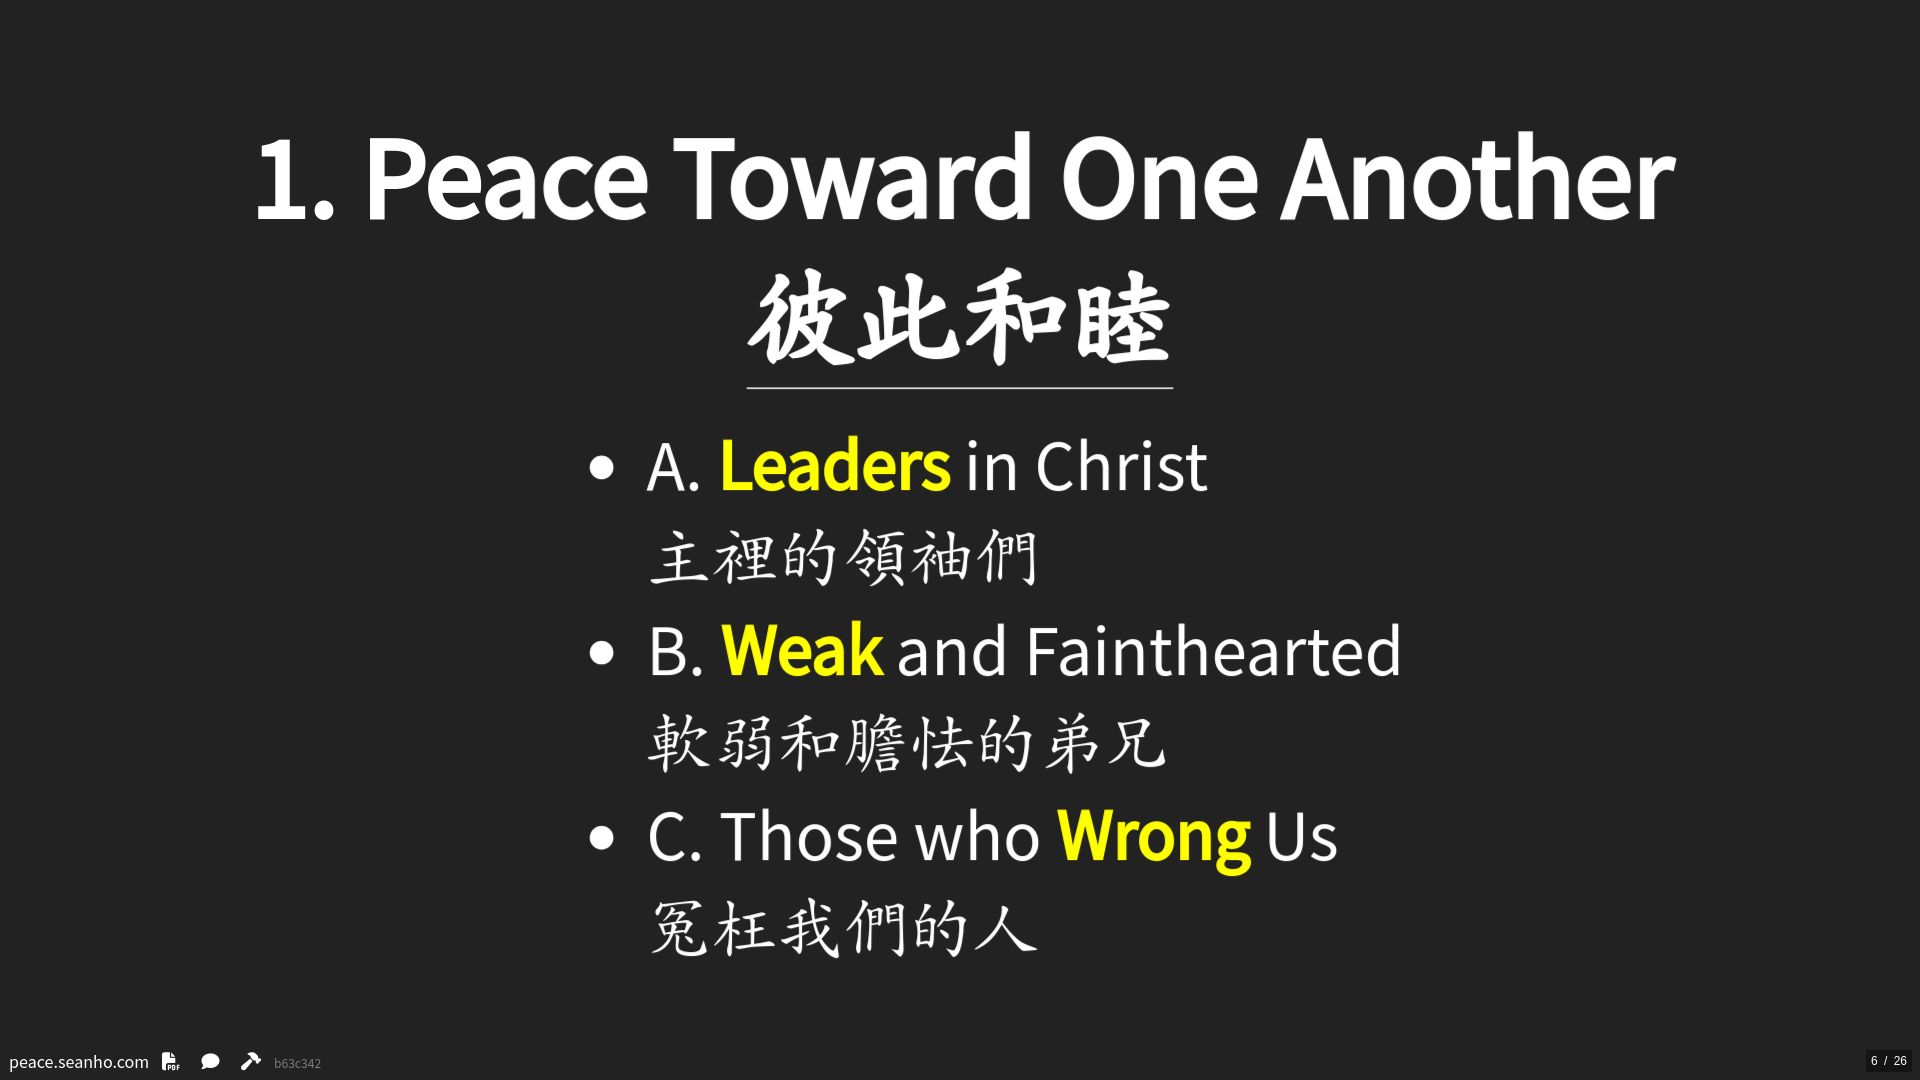 1. Peace Toward One Another
彼此和睦
A. Leaders in Christ
主裡的領袖們
B. Weak and Fainthearted
軟弱和膽怯的弟兄
C. Those who Wrong Us
冤枉我們的人
peace.seanho.com PDF b63c342
6 / 26